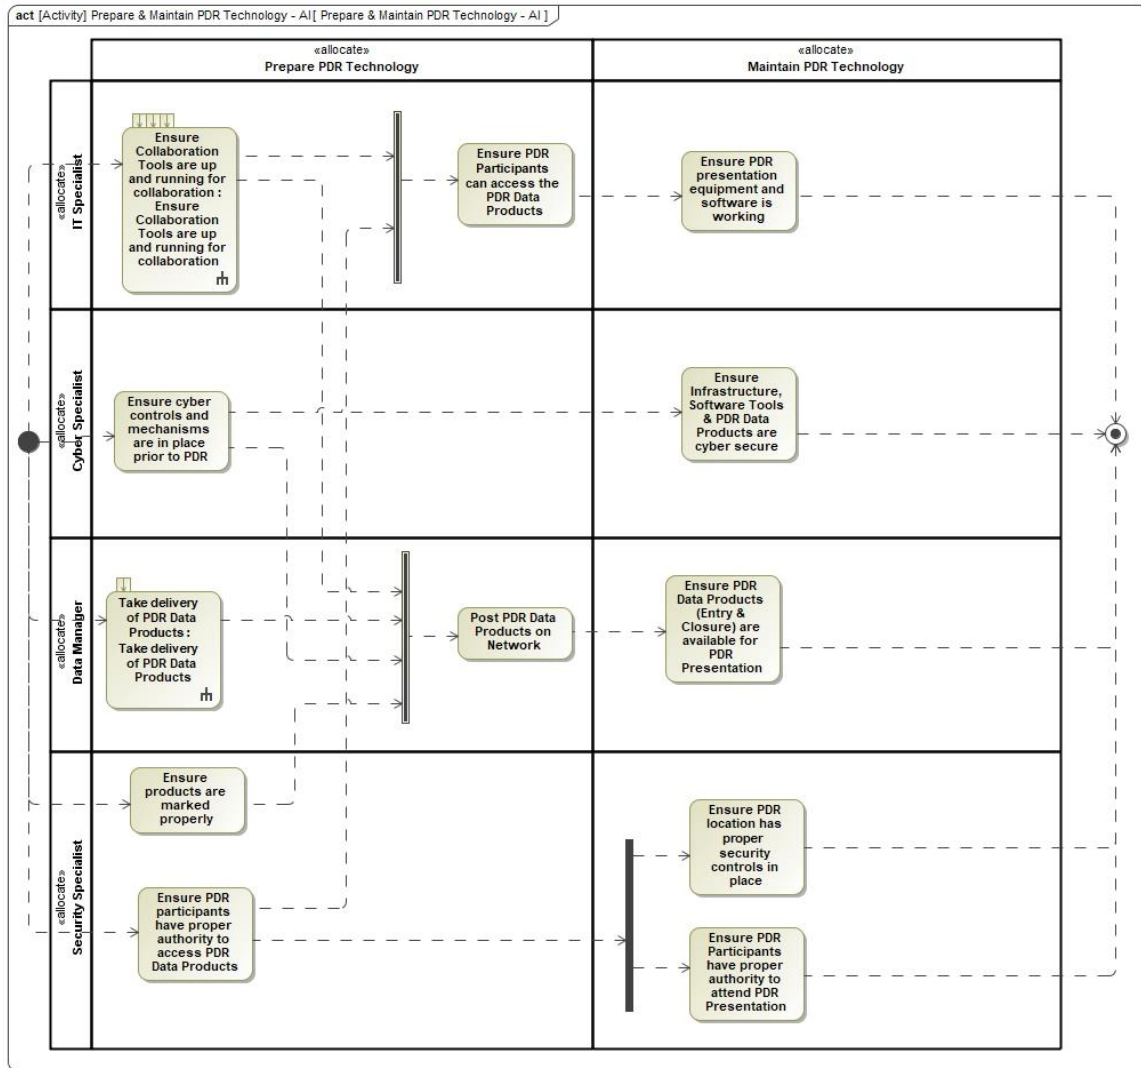 act [Activity] Prepare & Maintain PDR Technology - AI[ Prepare & Maintain PDR Technology - AI ]
«allocate»
Prepare PDR Technology
«allocate»
Maintain PDR Technology
«allocate»
IT Specialist
Ensure
Collaboration
Tools are up
and running for
collaboration :
Ensure
Collaboration
Tools are up
and running for
collaboration
Ensure PDR
Participants
can access the
PDR Data
Products
Ensure PDR
presentation
equipment and
software is
working
«allocate»
Cyber Specialist
Ensure cyber
controls and
mechanisms
are in place
prior to PDR
Ensure
Infrastructure,
Software Tools
& PDR Data
Products are
cyber secure
«allocate»
Data Manager
Take delivery
of PDR Data
Products :
Take delivery
of PDR Data
Products
Post PDR Data
Products on
Network
Ensure PDR
Data Products
(Entry &
Closure) are
available for
PDR
Presentation
«allocate»
Security Specialist
Ensure
products are
marked
properly
Ensure PDR
participants
have proper
authority to
access PDR
Data Products
Ensure PDR
location has
proper
security
controls in
place
Ensure PDR
Participants
have proper
authority to
attend PDR
Presentation